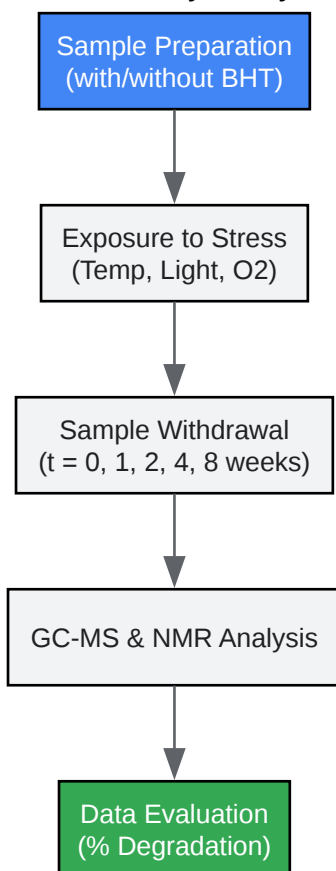 Sample Preparation
(with/without BHT)
Exposure to Stress
(Temp, Light, O2)
Sample Withdrawal
(t = 0, 1, 2, 4, 8 weeks)
GC-MS & NMR Analysis
Data Evaluation
(% Degradation)